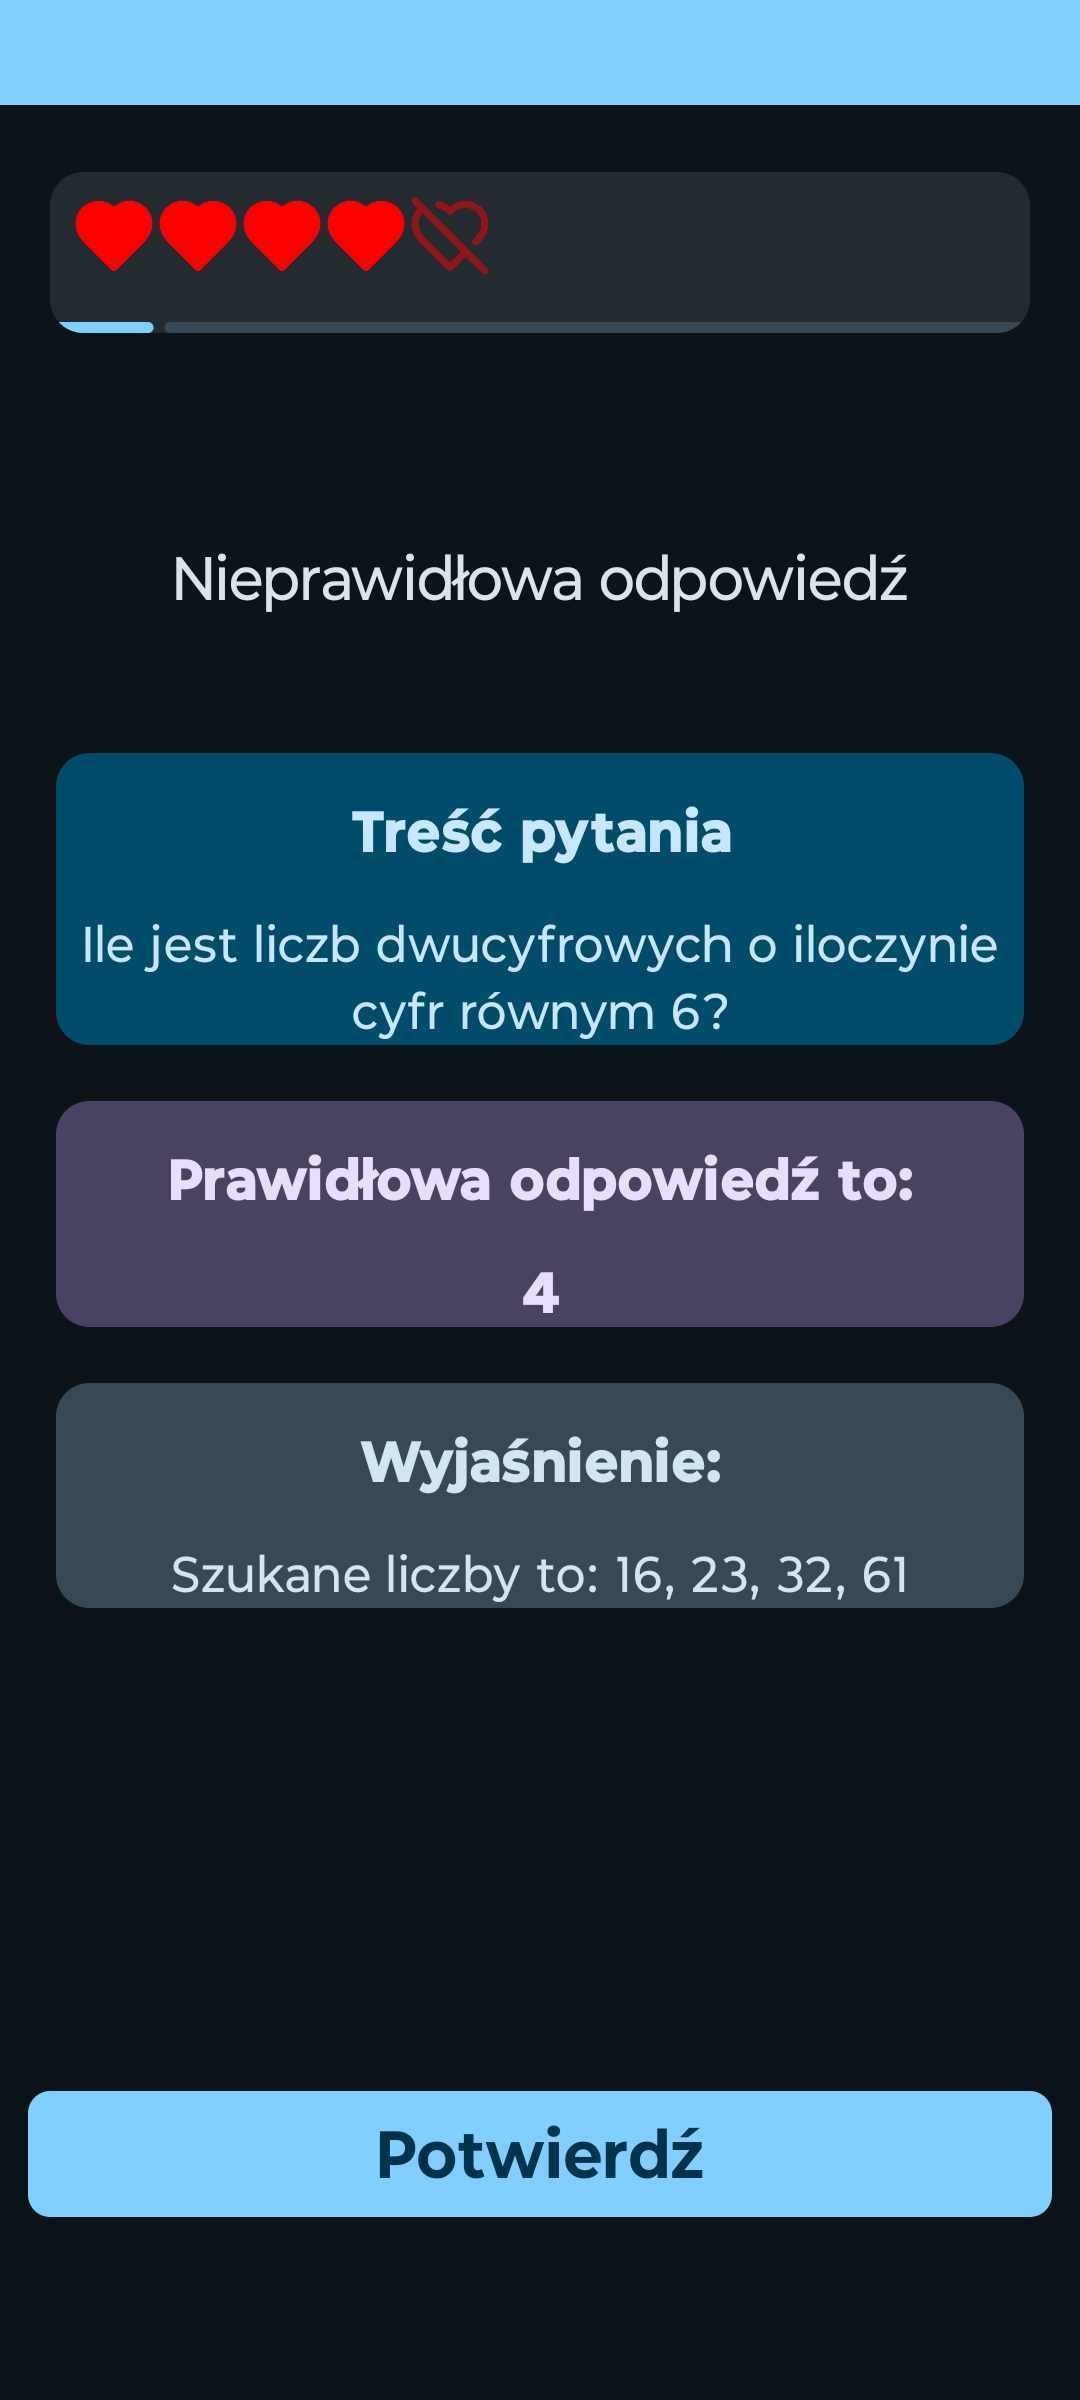 Nieprawidłowa odpowiedź
Treść pytania
Ile jest liczb dwucyfrowych o iloczynie
cyfr równym 6?
Prawidłowa odpowiedź to:
4
Wyjaśnienie:
Szukane liczby to: 16, 23, 32, 61
Potwierdź